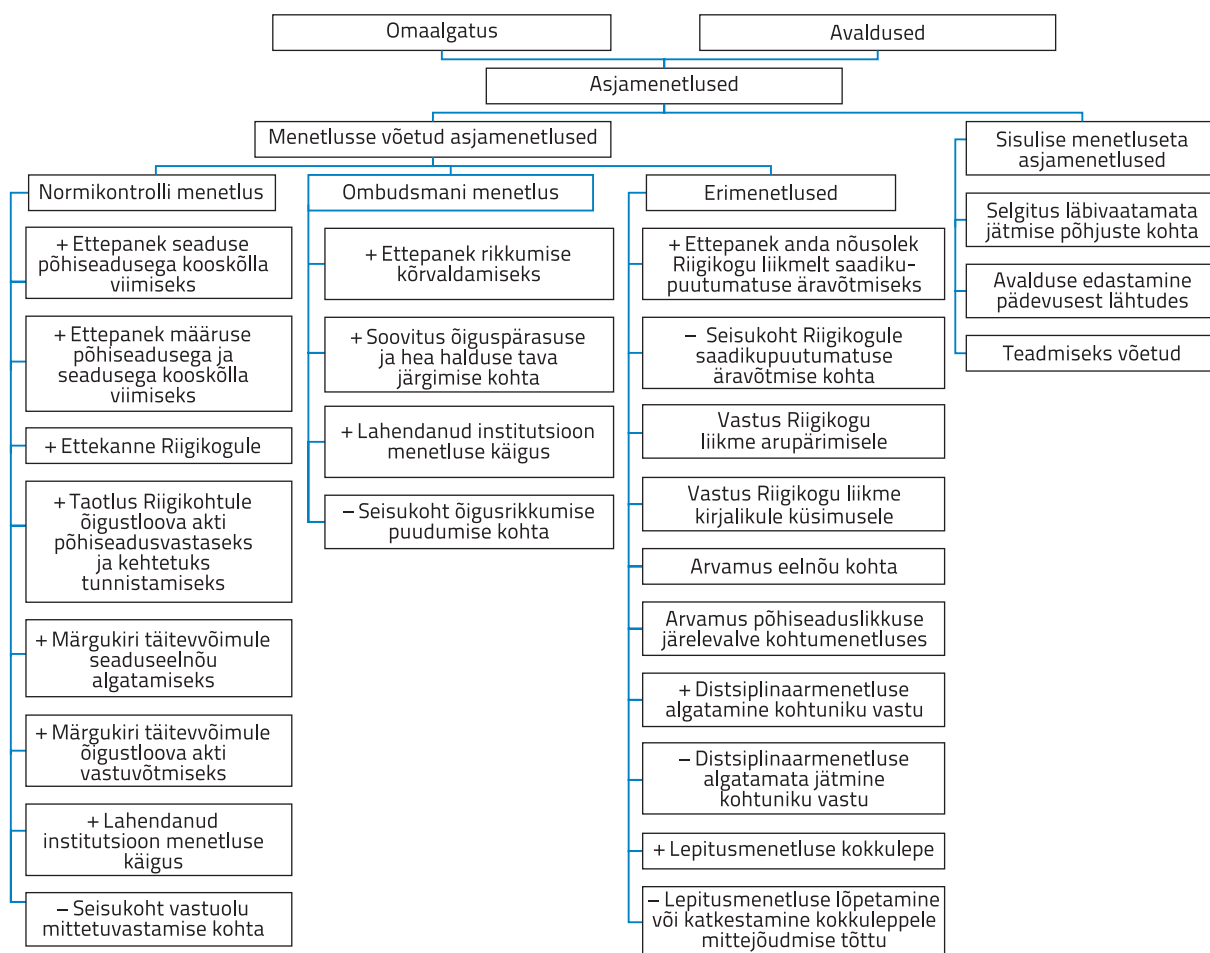 Omaalgatus
Avaldused
Asjamenetlused
Menetlusse võetud asjamenetlused
Sisulise menetluseta
asjamenetlused
Selgitus läbivaatamata
jätmise põhjuste kohta
Avalduse edastamine
pädevusest lähtudes
Teadmiseks võetud
Normikontrolli menetlus
+ Ettepanek seaduse
põhiseadusega kooskõlla
viimiseks
+ Ettepanek määruse
põhiseadusega ja
seadusega kooskõlla
viimiseks
+ Ettekanne Riigikogule
+ Taotlus Riigikohtule
õigustloova akti
põhiseadusvastaseks
ja kehtetuks
tunnistamiseks
+ Märgukiri täitevvõimule
seaduseelnõu
algatamiseks
+ Märgukiri täitevvõimule
õigustloova akti
vastuvõtmiseks
+ Lahendanud
institutsioon menetluse
käigus
– Seisukoht vastuolu
mittetuvastamise kohta
Ombudsmani menetlus
+ Ettepanek rikkumise
kõrvaldamiseks
+ Soovitus õiguspärasuse
ja hea halduse tava
järgimise kohta
+ Lahendanud institutsioon
menetluse käigus
– Seisukoht õigusrikkumise
puudumise kohta
Erimenetlused
+ Ettepanek anda nõusolek
Riigikogu liikmelt saadiku-
puutumatuse äravõtmiseks
– Seisukoht Riigikogule
saadikupuutumatuse
äravõtmise kohta
Vastus Riigikogu
liikme arupärimisele
Vastus Riigikogu liikme
kirjalikule küsimusele
Arvamus eelnõu kohta
Arvamus põhiseaduslikkuse
järelevalve kohtumenetluses
+ Distsiplinaarmenetluse
algatamine kohtuniku vastu
– Distsiplinaarmenetluse
algatamata jätmine
kohtuniku vastu
+ Lepitusmenetluse kokkulepe
– Lepitusmenetluse lõpetamine
või katkestamine kokkuleppele
mittejõudmise tõttu